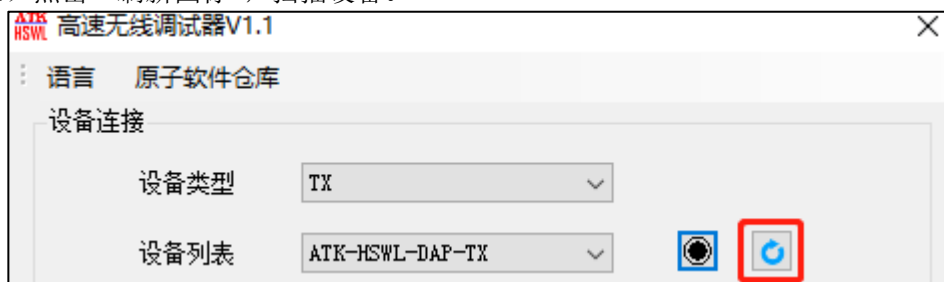 ATK HSWL 高速无线调试器V1.1
语言 原子软件仓库
设备连接
设备类型 TX
设备列表 ATK-HSWL-DAP-TX